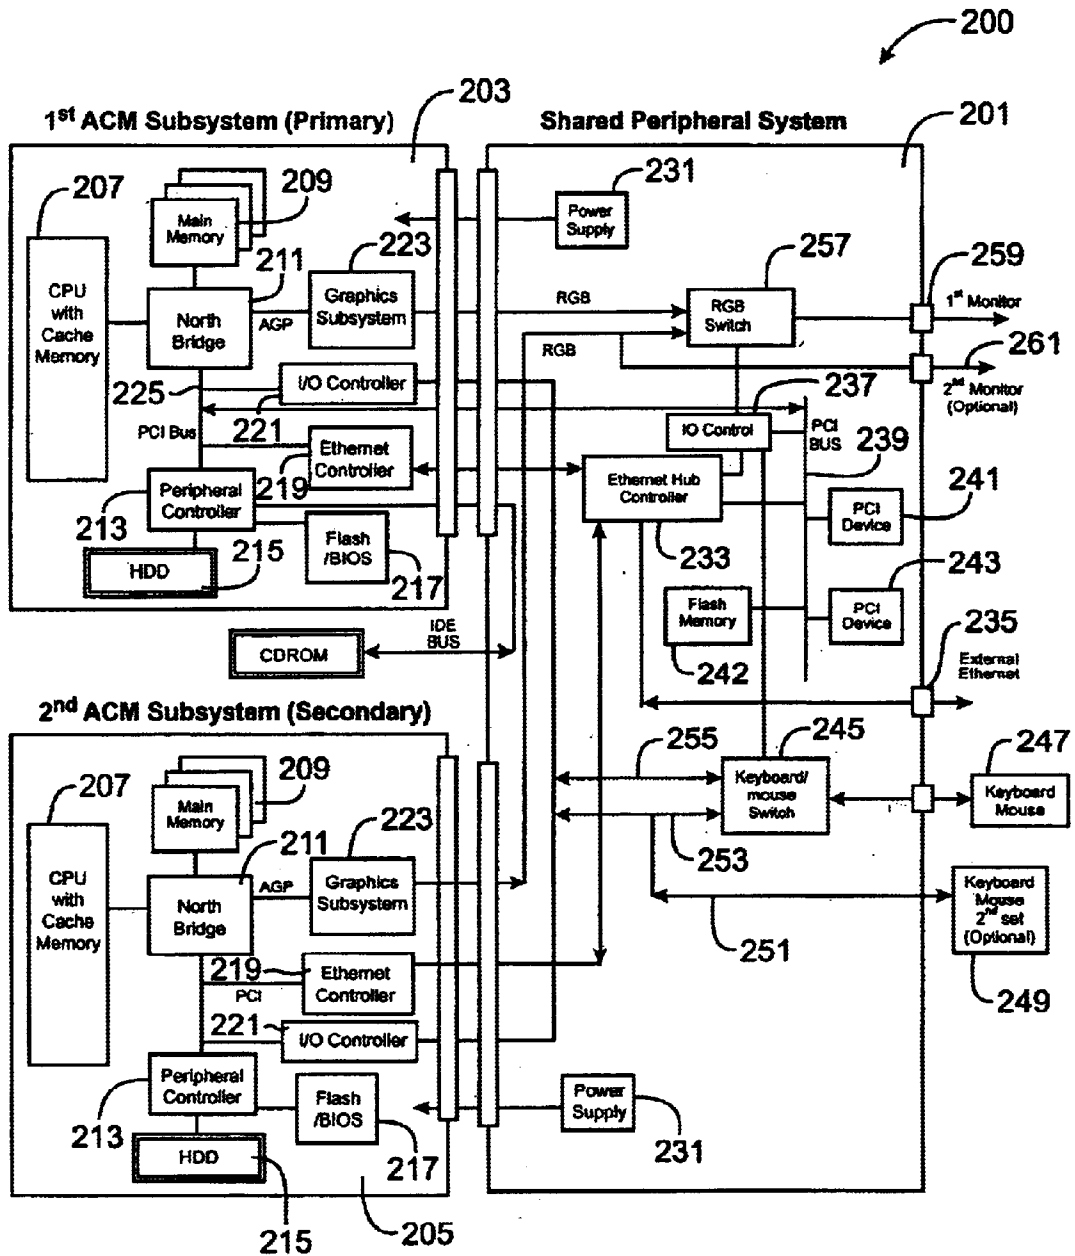 200
203
1st ACM Subsystem (Primary)
Shared Peripheral System
201
207
209
Main
Memory
231
Power
Supply
211
223
257
259
CPU
with
Cache
Memory
North
Bridge
AGP
Graphics
Subsystem
RGB
RGB
Switch
1st Monitor
RGB
261
225
I/O Controller
237
2nd Monitor
(Optional)
221
PCI Bus
IO Control
PCI
BUS
239
Ethernet
Controller
219
Peripheral
Controller
Ethernet Hub
Controller
241
PCI
Device
213
215
Flash
/BIOS
233
243
HDD
217
Flash
Memory
PCI
Device
235
IDE
BUS
CDROM
242
External
Ethernet
2nd ACM Subsystem (Secondary)
255
245
247
207
209
Main
Memory
Keyboard/
mouse
Switch
Keyboard
Mouse
223
253
211
CPU
with
Cache
Memory
AGP
Graphics
Subsystem
North
Bridge
Keyboard
Mouse
2nd set
(Optional)
251
219
PCI
Ethernet
Controller
249
221
I/O Controller
Peripheral
Controller
213
Flash
/BIOS
Power
Supply
HDD
217
231
215
205